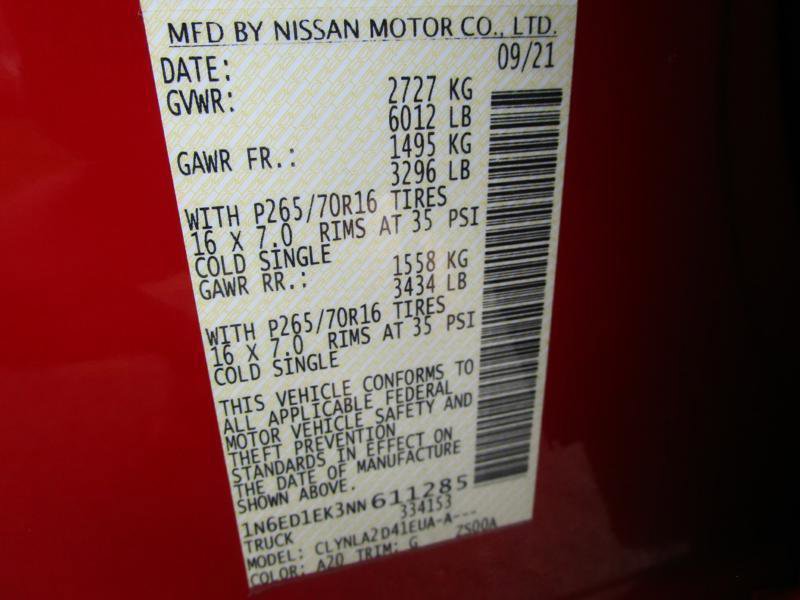 MFD BY NISSAN MOTOR CO., LTD.
DATE: 09/21
GVWR: 2727 KG
6012 LB
GAWR FR.: 1495 KG
3296 LB
WITH P265/70R16 TIRES
16 X 7.0 RIMS AT 35 PSI
COLD SINGLE
GAWR RR.: 1558 KG
3434 LB
WITH P265/70R16 TIRES
16 X 7.0 RIMS AT 35 PSI
COLD SINGLE
THIS VEHICLE CONFORMS TO
ALL APPLICABLE FEDERAL
MOTOR VEHICLE SAFETY AND
THEFT PREVENTION
STANDARDS IN EFFECT ON
THE DATE OF MANUFACTURE
SHOWN ABOVE.
1N6ED1EK3NN611285
TRUCK 334153
MODEL: CLYNLA2D41EUA-A---
COLOR: A20 TRIM: G ZS00A